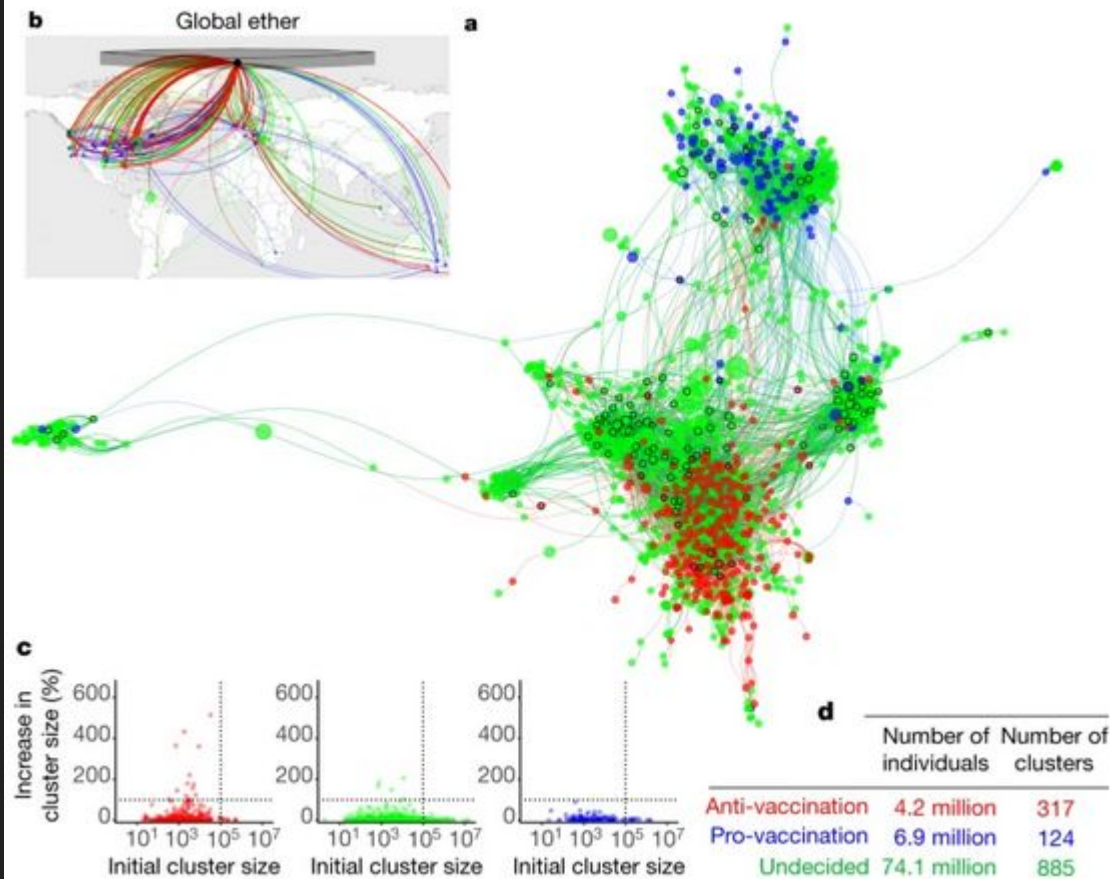 b
Global ether
a
c
Increase in
cluster size (%)
600
400
200
0
10¹ 10³ 10⁵ 10⁷
Initial cluster size
600
400
200
0
10¹ 10³ 10⁵ 10⁷
Initial cluster size
600
400
200
0
10¹ 10³ 10⁵ 10⁷
Initial cluster size
d
Number of individuals Number of clusters
Anti-vaccination 4.2 million 317
Pro-vaccination 6.9 million 124
Undecided 74.1 million 885